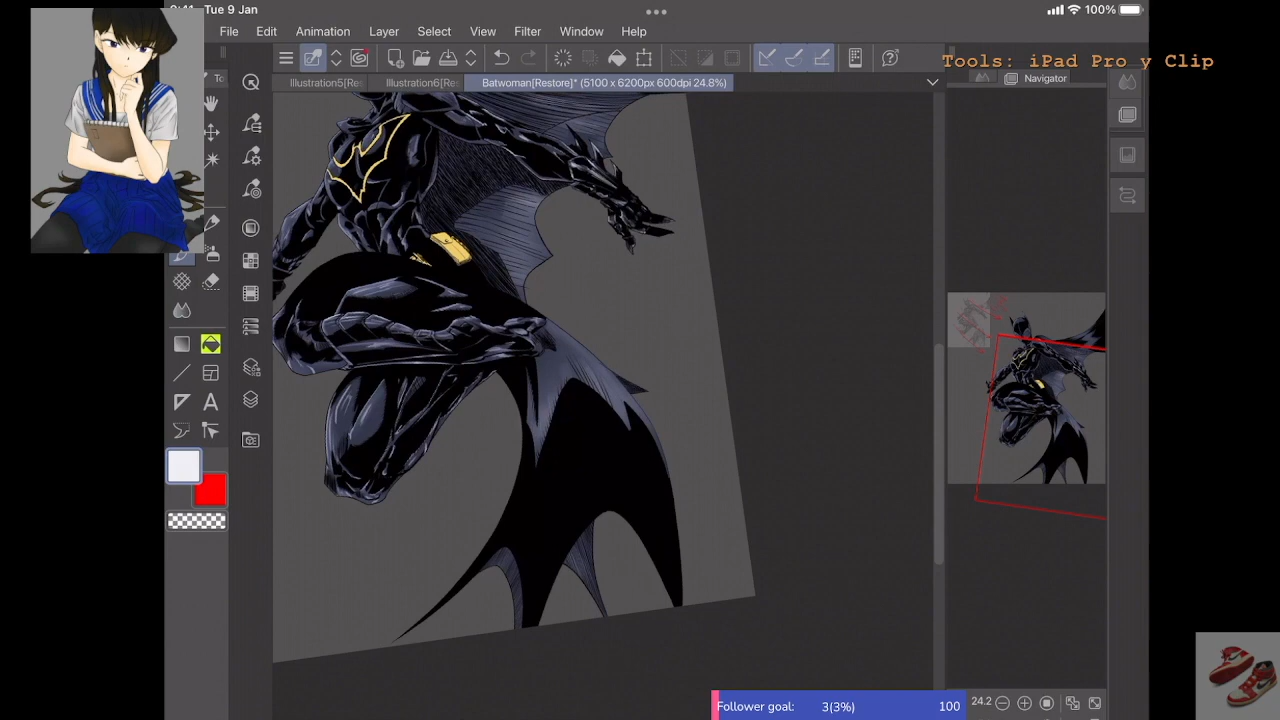 Tue 9 Jan
100%
File Edit Animation Layer Select View Filter Window Help
Tools: iPad Pro y Clip
Illustration5[Re Illustration6[Re Batwoman[Restore]* (5100 x 6200px 600dpi 24.8%)
Navigator
24.2
Follower goal: 3(3%) 100